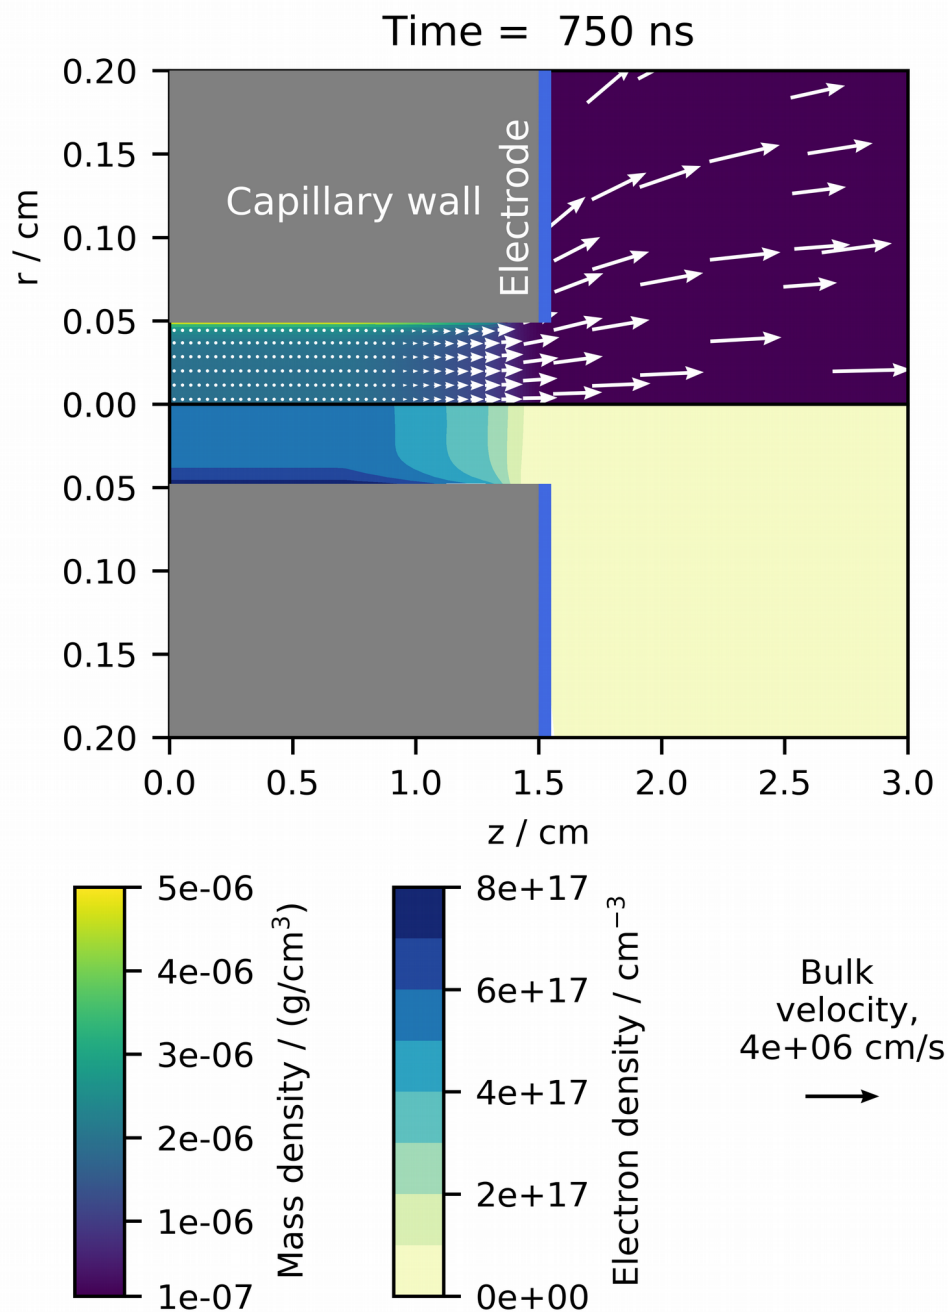 Time =  750 ns
0.20
0.15
0.10
0.05
0.00
0.05
0.10
0.15
0.20
r / cm
Capillary wall
Electrode
0.0
0.5
1.0
1.5
2.0
2.5
3.0
z / cm
5e-06
4e-06
3e-06
2e-06
1e-06
1e-07
Mass density / (g/cm³)
8e+17
6e+17
4e+17
2e+17
0e+00
Electron density / cm⁻³
Bulk
velocity,
4e+06 cm/s